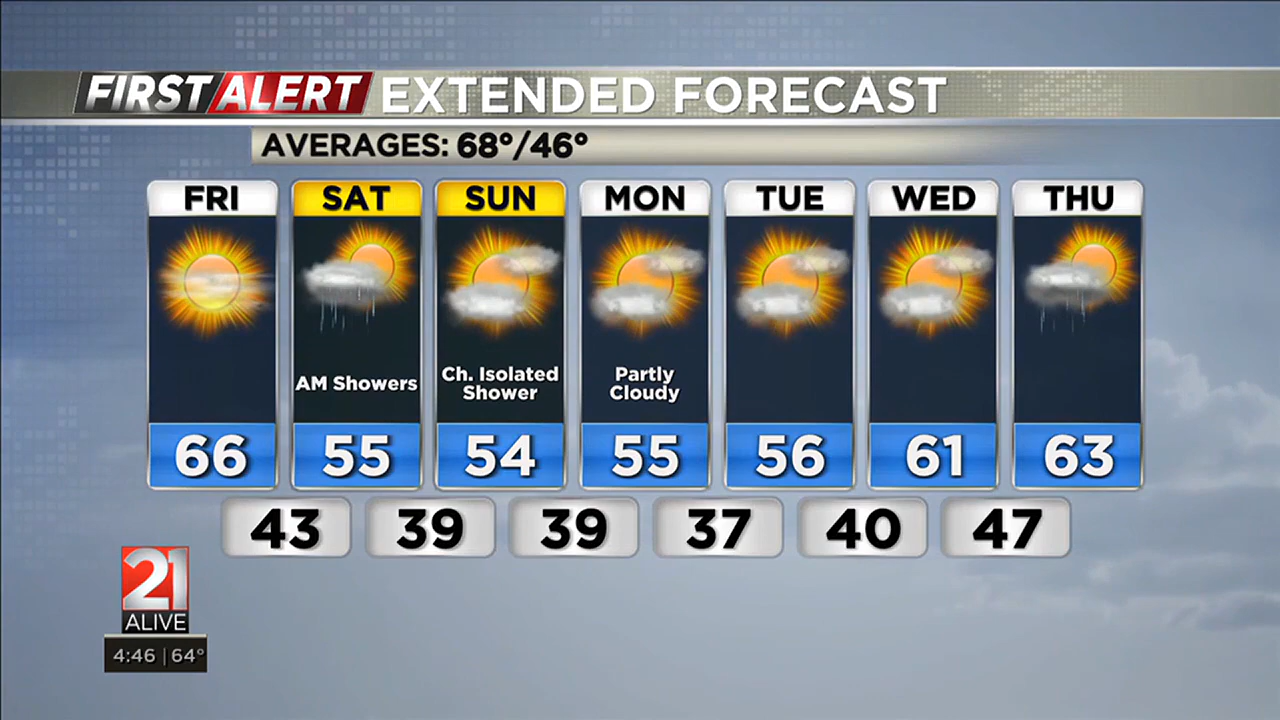 FIRST ALERT EXTENDED FORECAST
AVERAGES: 68°/46°
FRI SAT SUN MON TUE WED THU
AM Showers
Ch. Isolated
Shower
Partly
Cloudy
66 55 54 55 56 61 63
43 39 39 37 40 47
21
ALIVE
4:46 | 64°